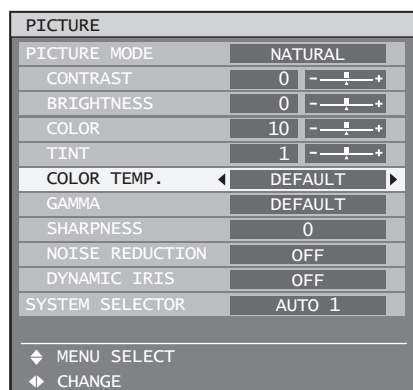 PICTURE
PICTURE MODE NATURAL
CONTRAST 0 - +
BRIGHTNESS 0 - +
COLOR 10 - +
TINT 1 - +
COLOR TEMP. DEFAULT
GAMMA DEFAULT
SHARPNESS 0
NOISE REDUCTION OFF
DYNAMIC IRIS OFF
SYSTEM SELECTOR AUTO 1
MENU SELECT
CHANGE